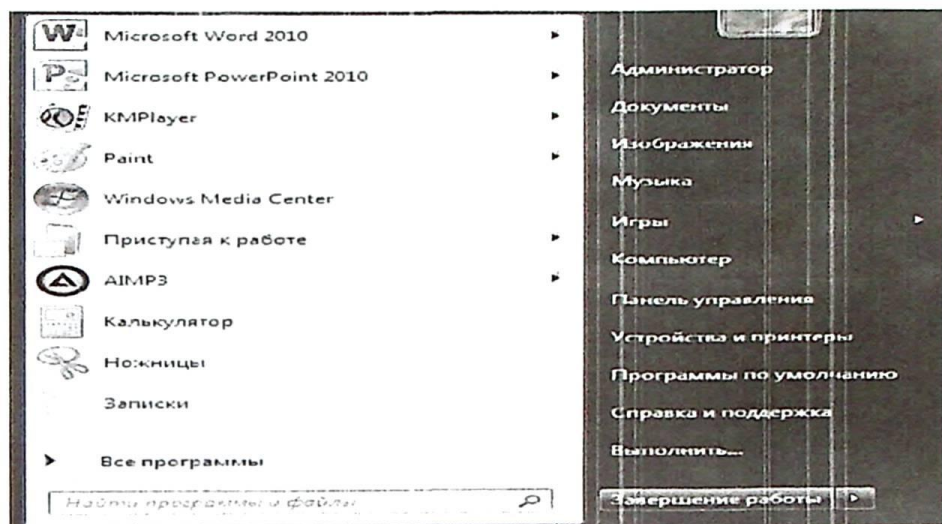 Microsoft Word 2010
Microsoft PowerPoint 2010
KMPlayer
Paint
Windows Media Center
Приступая к работе
AIMP3
Калькулятор
Ножницы
Записки
Все программы
Найти программы и файлы
Администратор
Документы
Изображения
Музыка
Игры
Компьютер
Панель управления
Устройства и принтеры
Программы по умолчанию
Справка и поддержка
Выполнить...
Завершение работы